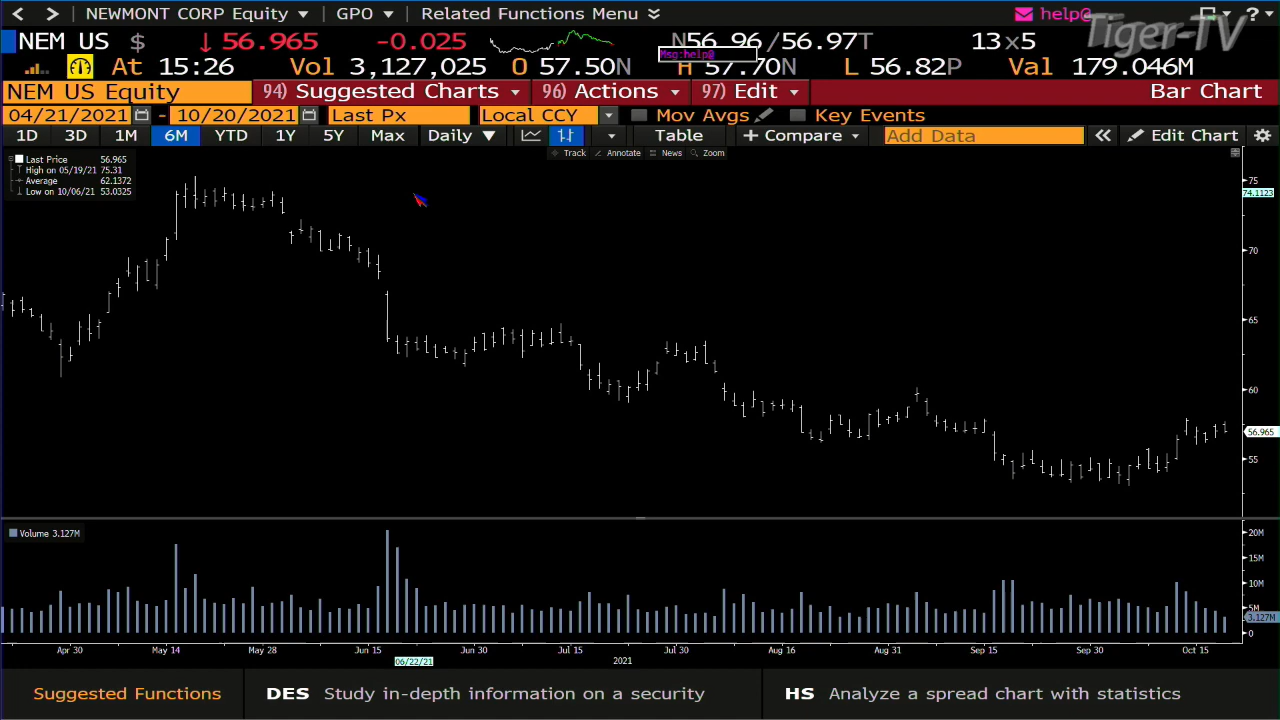 NEWMONT CORP Equity GPO Related Functions Menu help@
Tiger-TV
NEM US $ ↓ 56.965 -0.025 N56.96/56.97T 13x5
Msg:help@
At 15:26 Vol 3,127,025 O 57.50N H 57.70N L 56.82P Val 179.046M
NEM US Equity 94) Suggested Charts 96) Actions 97) Edit Bar Chart
04/21/2021 - 10/20/2021 Last Px Local CCY Mov Avgs Key Events
1D 3D 1M 6M YTD 1Y 5Y Max Daily ▼ Table + Compare Add Data « Edit Chart
Track Annotate News Zoom
Last Price 56.965
High on 05/19/21 75.31
Average 62.1372
Low on 10/06/21 53.0325
75
74.1123
70
65
60
56.965
55
Volume 3.127M
20M
15M
10M
5M
3.127M
0
Apr 30 May 14 May 28 Jun 15 Jun 30 Jul 15 Jul 30 Aug 16 Aug 31 Sep 15 Sep 30 Oct 15
06/22/21 2021
Suggested Functions DES Study in-depth information on a security HS Analyze a spread chart with statistics